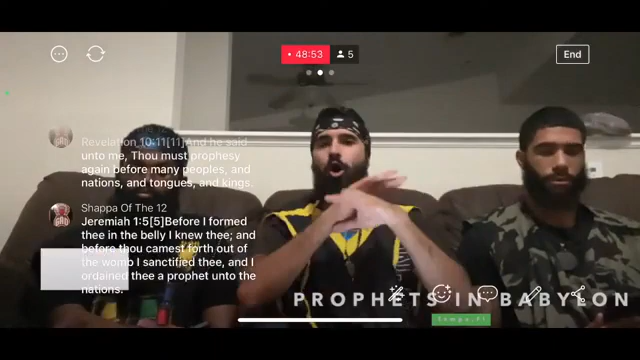 48:53
5
End
Revelation 10:11[11]And he said
unto me, Thou must prophesy
again before many peoples, and
nations, and tongues, and kings.
Shappa Of The 12
Jeremiah 1:5[5]Before I formed
thee in the belly I knew thee; and
before thou camest forth out of
the womb I sanctified thee, and I
ordained thee a prophet unto the
nations.
PROPHETS IN BABYLON
Tampa,Fl